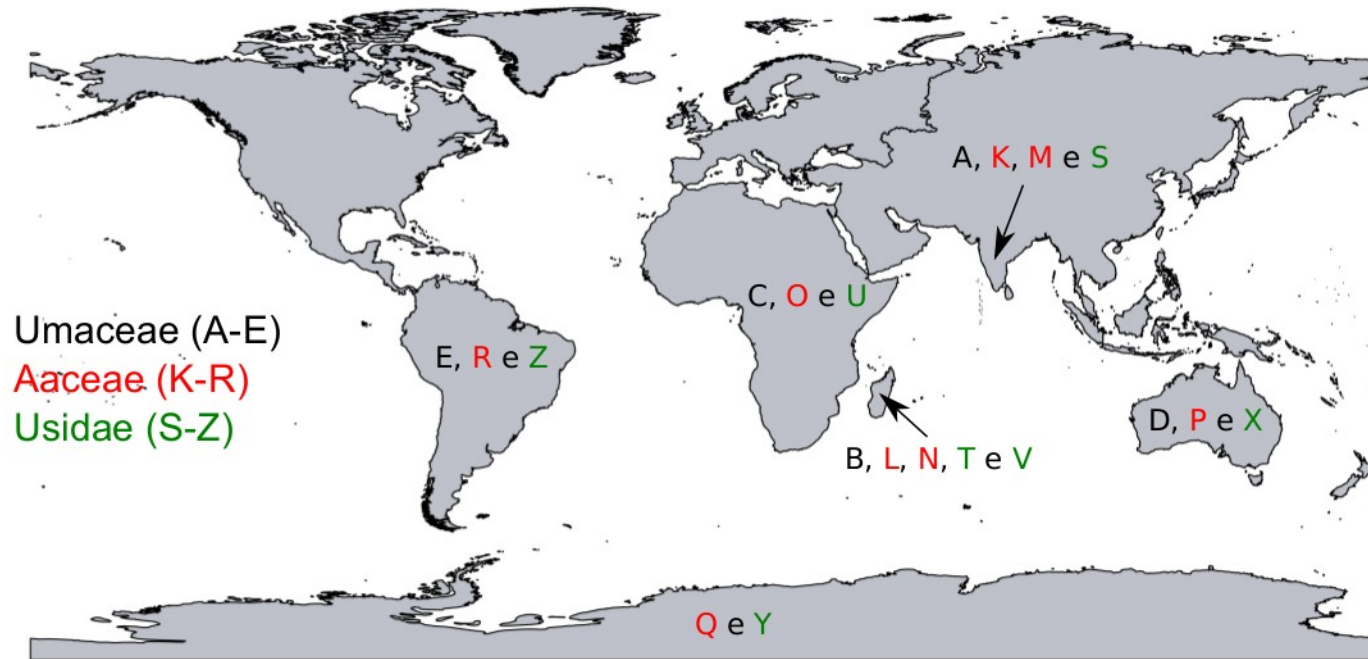 A, K, M e S
C, O e U
Umaceae (A-E)
E, R e Z
Aaceae (K-R)
Usidae (S-Z)
D, P e X
B, L, N, T e V
Q e Y